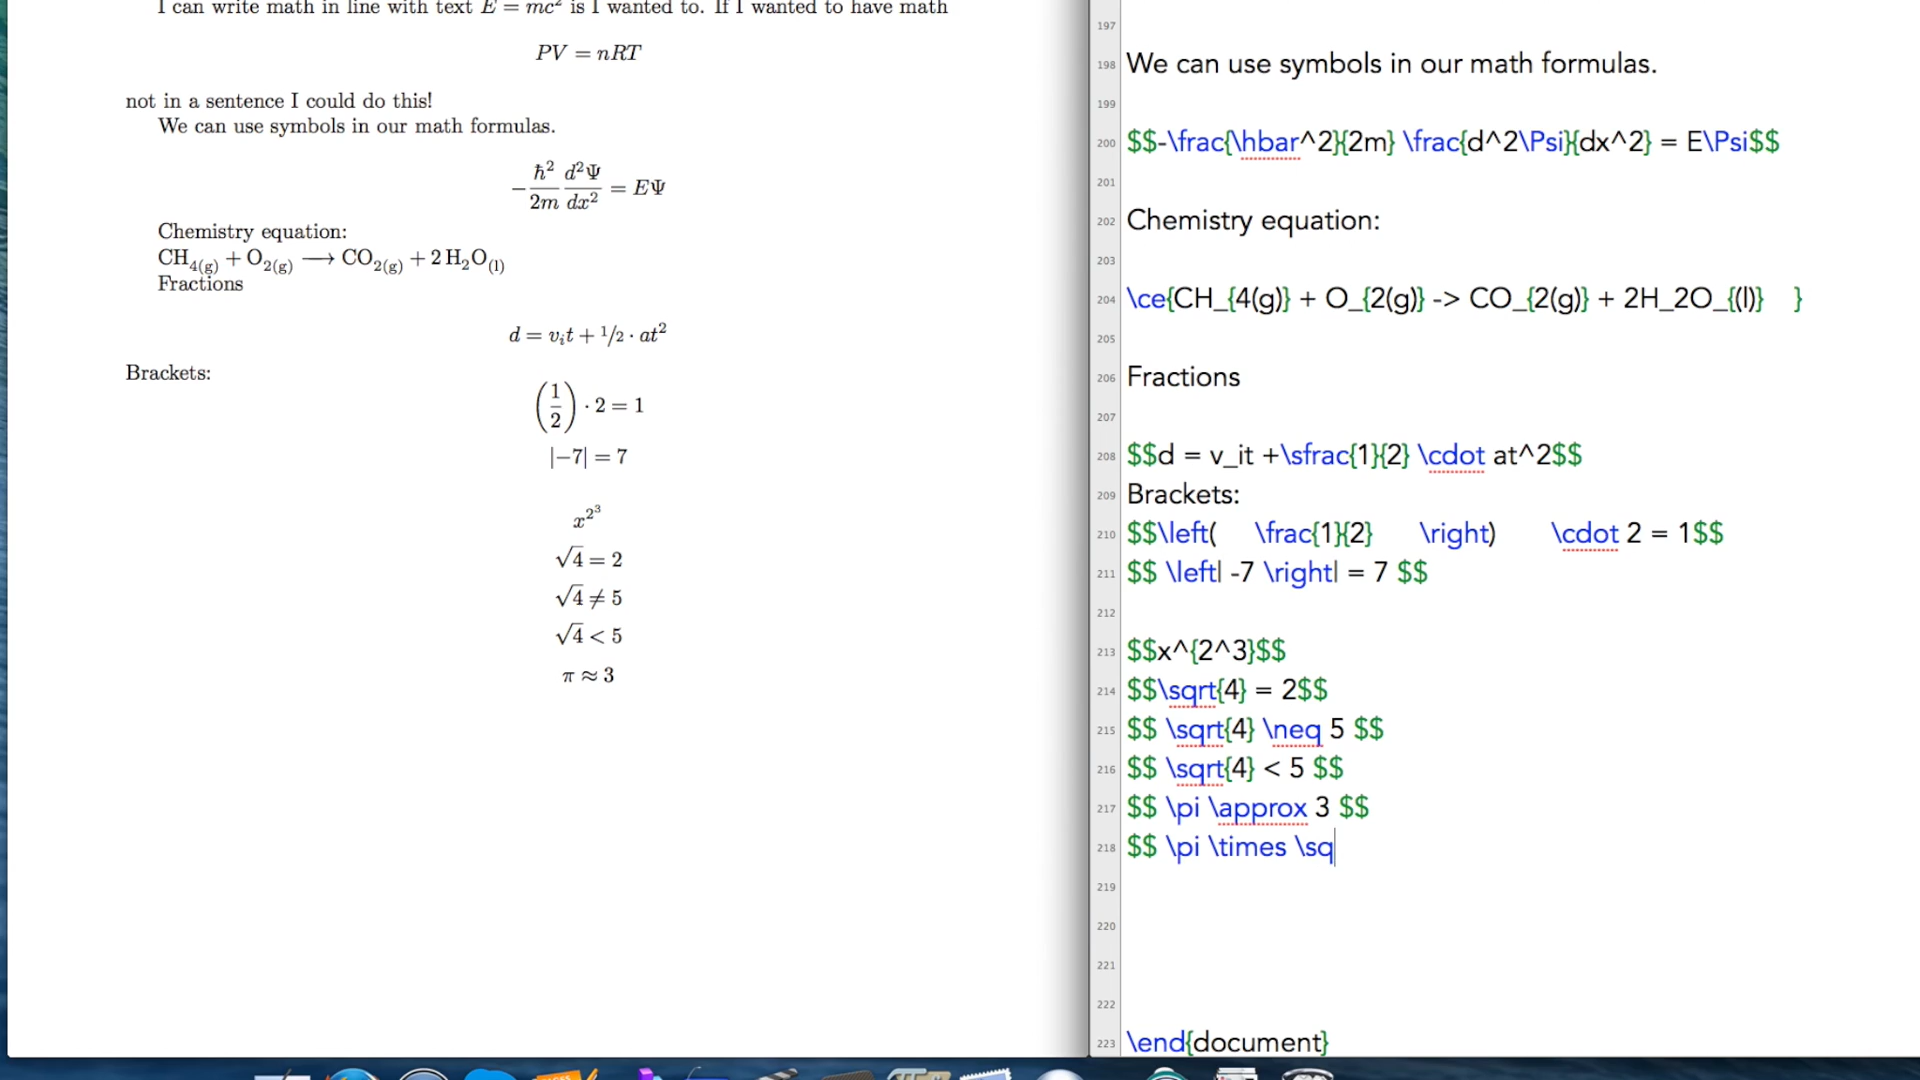 I can write math in line with text E = mc² is I wanted to. If I wanted to have math
PV = nRT
not in a sentence I could do this!
We can use symbols in our math formulas.
−ħ²/2m d²Ψ/dx² = EΨ
Chemistry equation:
CH₄(g) + O₂(g) ⟶ CO₂(g) + 2 H₂O(l)
Fractions
d = vᵢt + 1/2 · at²
Brackets:
(1/2) · 2 = 1
|−7| = 7
x^2^3
√4 = 2
√4 ≠ 5
√4 < 5
π ≈ 3
197
198 We can use symbols in our math formulas.
199
200 $$-\frac{\hbar^2}{2m} \frac{d^2\Psi}{dx^2} = E\Psi$$
201
202 Chemistry equation:
203
204 \ce{CH_{4(g)} + O_{2(g)} -> CO_{2(g)} + 2H_2O_{(l)} }
205
206 Fractions
207
208 $$d = v_it +\sfrac{1}{2} \cdot at^2$$
209 Brackets:
210 $$\left( \frac{1}{2} \right) \cdot 2 = 1$$
211 $$ \left| -7 \right| = 7 $$
212
213 $$x^{2^3}$$
214 $$\sqrt{4} = 2$$
215 $$ \sqrt{4} \neq 5 $$
216 $$ \sqrt{4} < 5 $$
217 $$ \pi \approx 3 $$
218 $$ \pi \times \sq
219
220
221
222
223 \end{document}